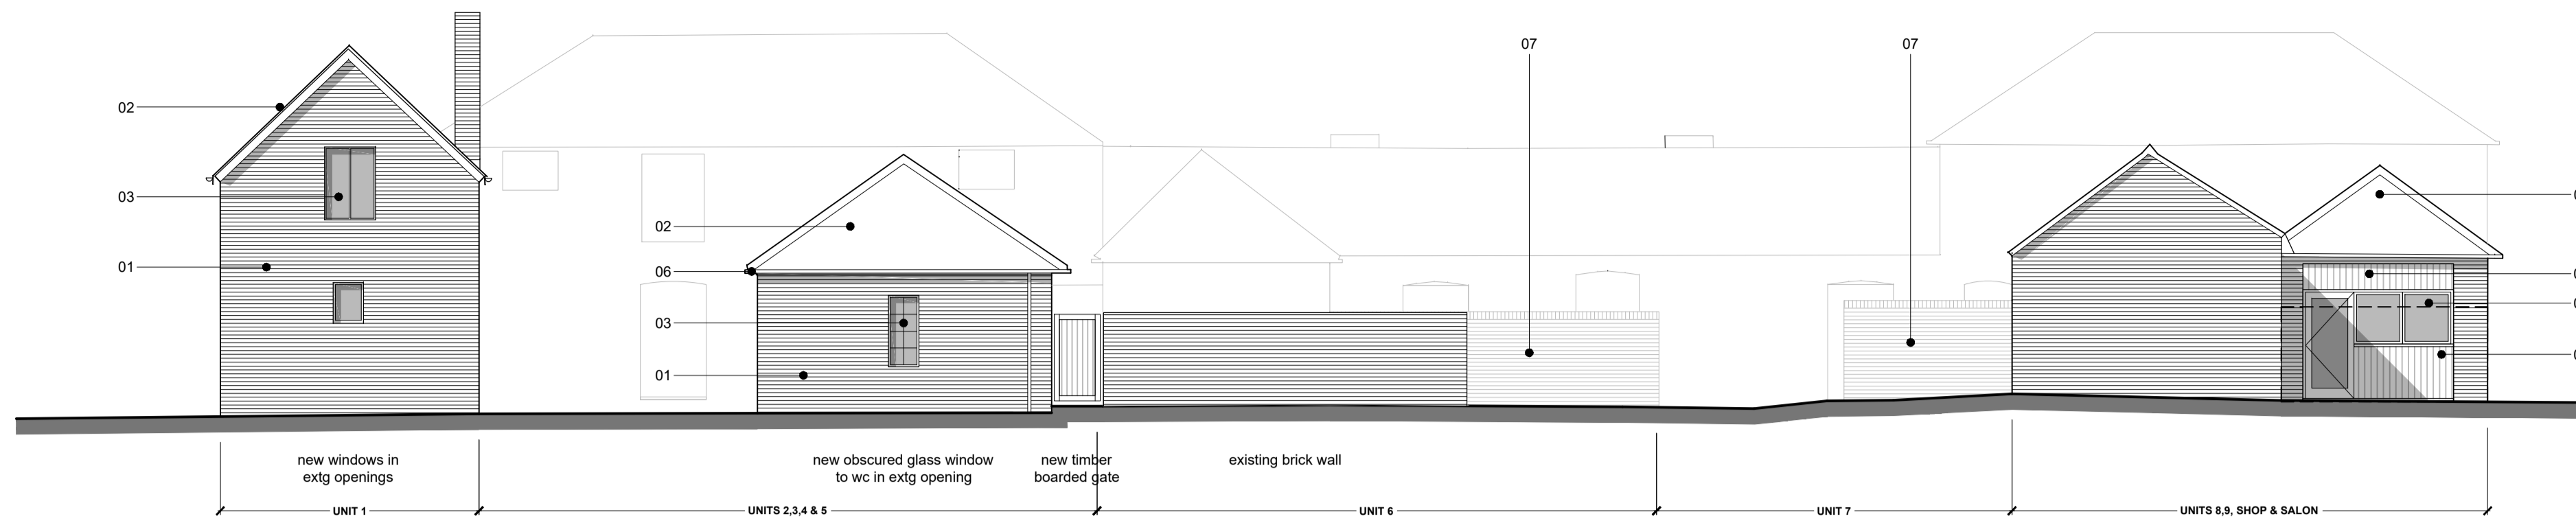 07
07
02
03
02
01
06
03
01
new windows in
extg openings
new obscured glass window
to wc in extg opening
new timber
boarded gate
existing brick wall
UNIT 1
UNITS 2,3,4 & 5
UNIT 6
UNIT 7
UNITS 8,9, SHOP & SALON